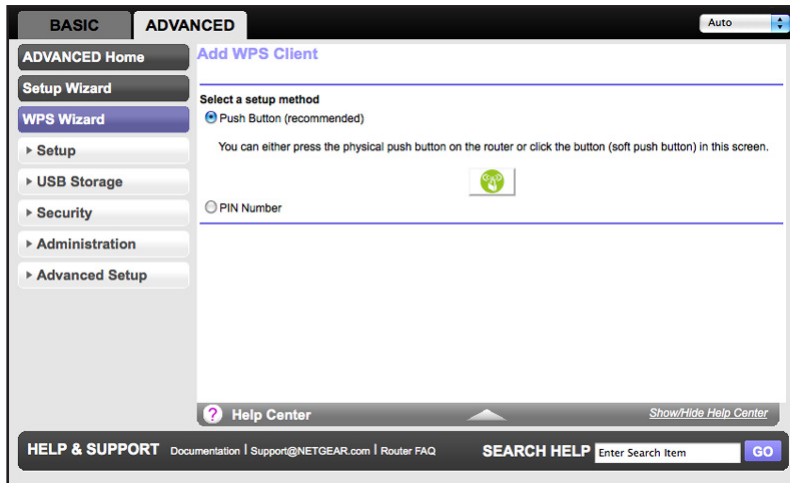 BASIC
ADVANCED
Auto
ADVANCED Home
Setup Wizard
WPS Wizard
Setup
USB Storage
Security
Administration
Advanced Setup
Add WPS Client
Select a setup method
Push Button (recommended)
You can either press the physical push button on the router or click the button (soft push button) in this screen.
PIN Number
? Help Center
Show/Hide Help Center
HELP & SUPPORT Documentation | Support@NETGEAR.com | Router FAQ
SEARCH HELP Enter Search Item GO